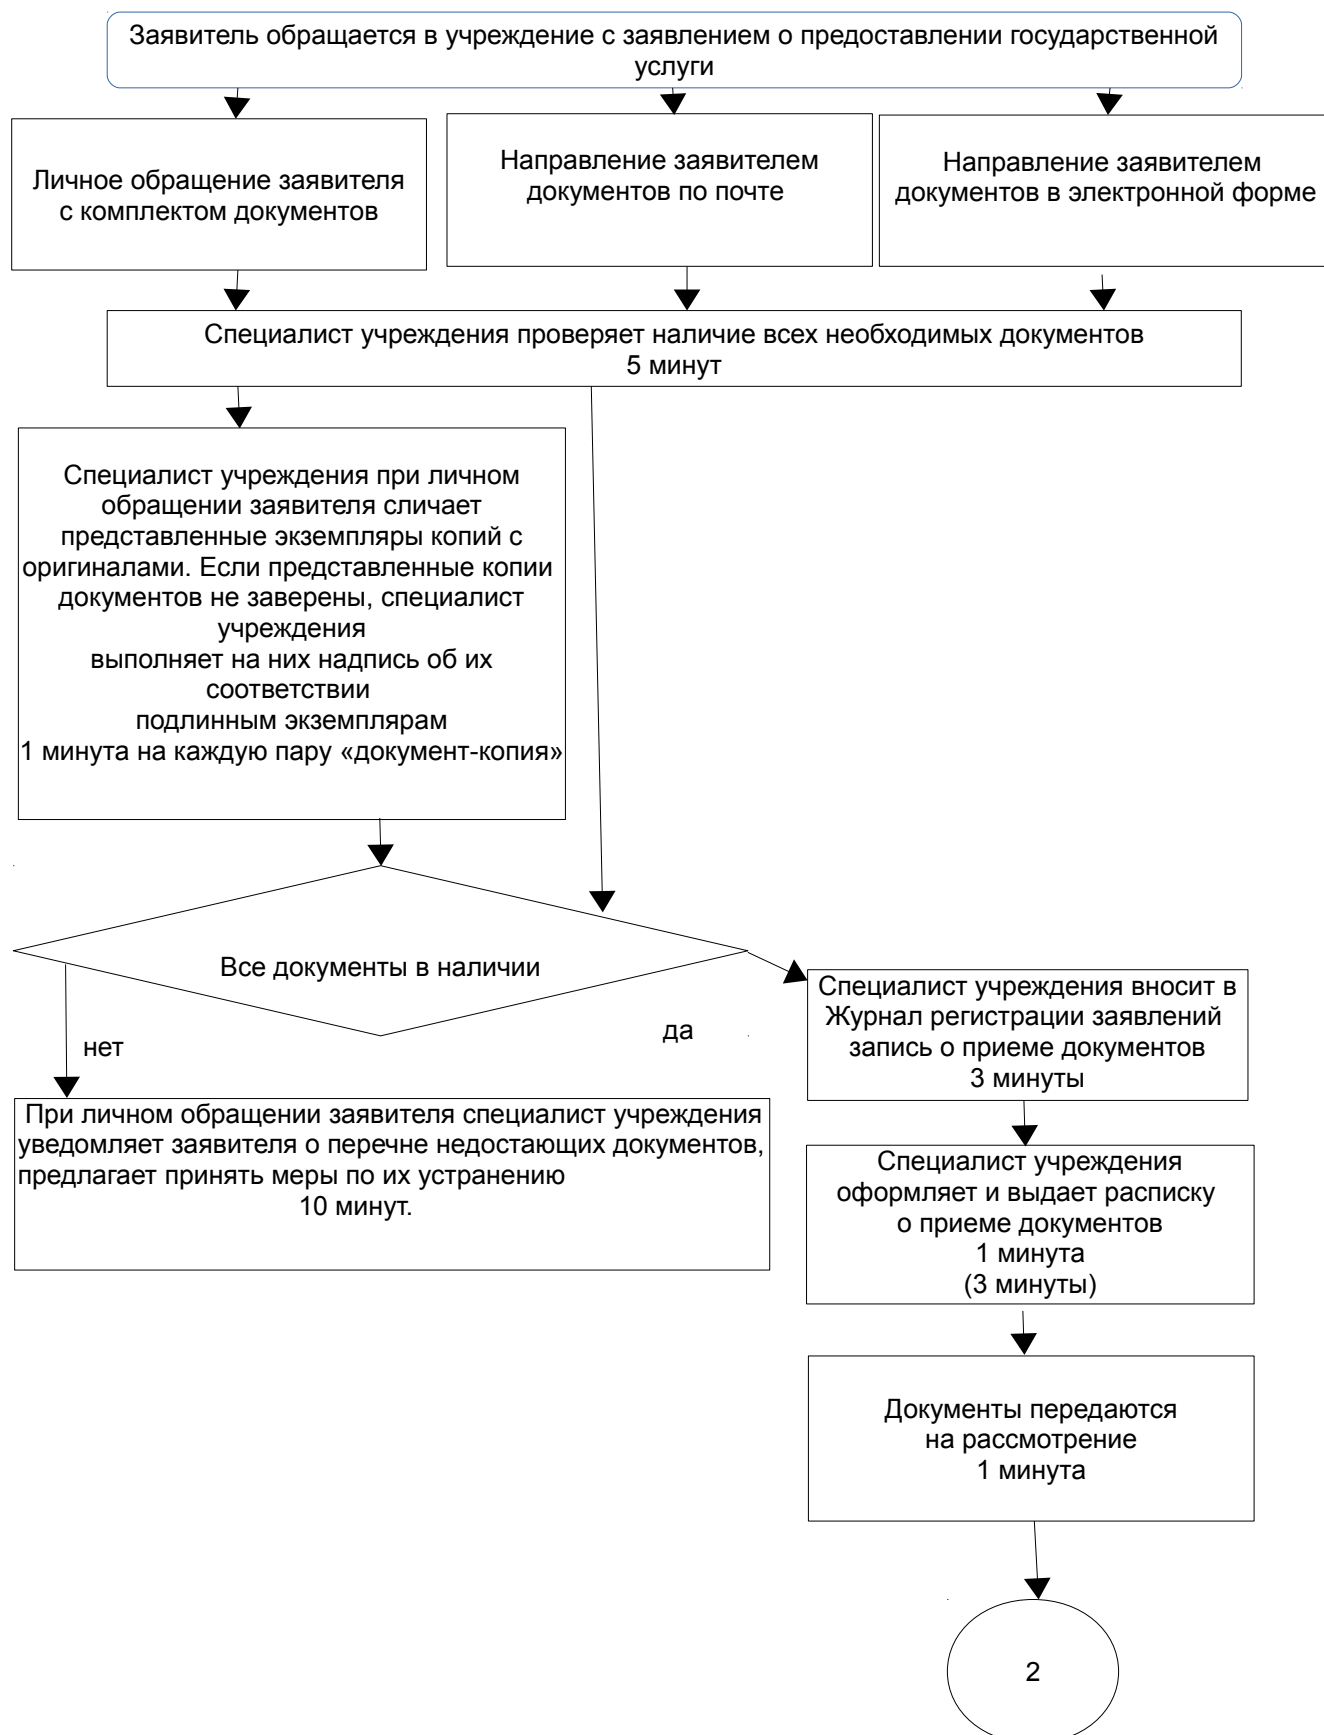 Заявитель обращается в учреждение с заявлением о предоставлении государственной
услуги
Личное обращение заявителя
с комплектом документов
Направление заявителем
документов по почте
Направление заявителем
документов в электронной форме
Специалист учреждения проверяет наличие всех необходимых документов
5 минут
Специалист учреждения при личном
обращении заявителя сличает
представленные экземпляры копий с
оригиналами. Если представленные копии
документов не заверены, специалист
учреждения
выполняет на них надпись об их
соответствии
подлинным экземплярам
1 минута на каждую пару «документ-копия»
Все документы в наличии
нет
да
При личном обращении заявителя специалист учреждения
уведомляет заявителя о перечне недостающих документов,
предлагает принять меры по их устранению
10 минут.
Специалист учреждения вносит в
Журнал регистрации заявлений
запись о приеме документов
3 минуты
Специалист учреждения
оформляет и выдает расписку
о приеме документов
1 минута
(3 минуты)
Документы передаются
на рассмотрение
1 минута
2